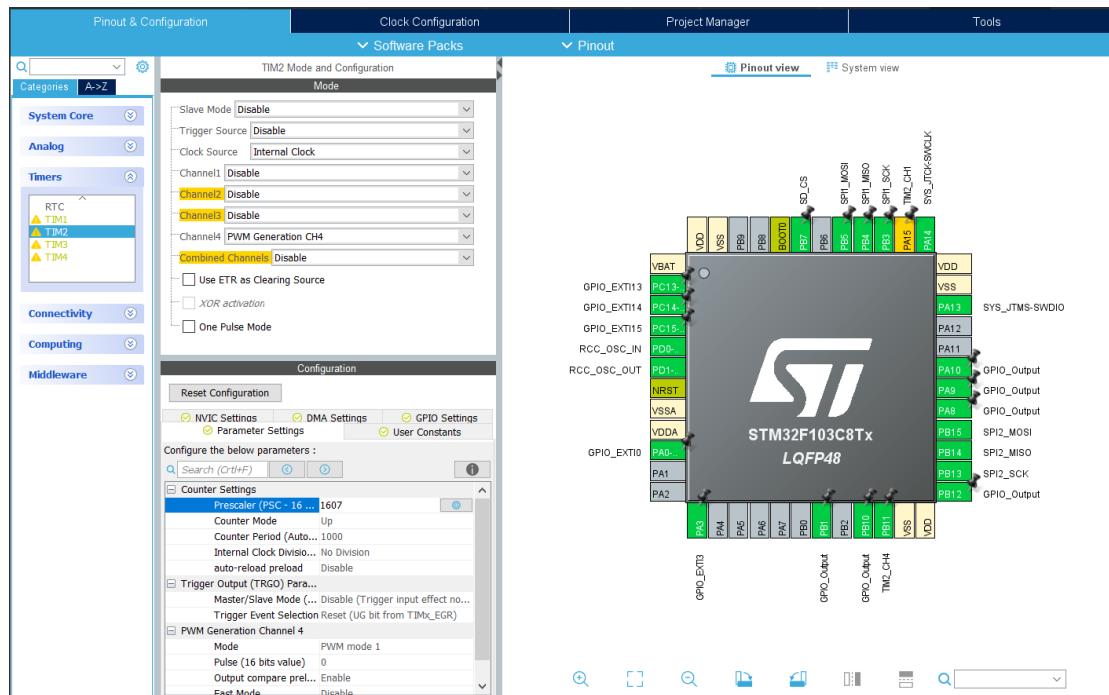 Pinout & Configuration
Clock Configuration
Project Manager
Tools
Software Packs
Pinout
Categories
A->Z
System Core
Analog
Timers
RTC
TIM1
TIM2
TIM3
TIM4
Connectivity
Computing
Middleware
TIM2 Mode and Configuration
Mode
Slave Mode Disable
Trigger Source Disable
Clock Source Internal Clock
Channel1 Disable
Channel2 Disable
Channel3 Disable
Channel4 PWM Generation CH4
Combined Channels Disable
Use ETR as Clearing Source
XOR activation
One Pulse Mode
Configuration
Reset Configuration
NVIC Settings
DMA Settings
GPIO Settings
Parameter Settings
User Constants
Configure the below parameters :
Search (Crtl+F)
Counter Settings
Prescaler (PSC - 16 ... 1607
Counter Mode Up
Counter Period (Auto... 1000
Internal Clock Divisio... No Division
auto-reload preload Disable
Trigger Output (TRGO) Para...
Master/Slave Mode (... Disable (Trigger input effect no...
Trigger Event Selection Reset (UG bit from TIMx_EGR)
PWM Generation Channel 4
Mode PWM mode 1
Pulse (16 bits value) 0
Output compare prel... Enable
Fast Mode Disable
Pinout view
System view
SD_CS
SPI1_MOSI
SPI1_MISO
SPI1_SCK
TIM2_CH1
SYS_JTCK-SWCLK
VDD
VSS
PB9
PB8
BOOT0
PB7
PB6
PB5
PB4
PB3
PA15
PA14
VBAT
GPIO_EXTI13 PC13-..
GPIO_EXTI14 PC14-..
GPIO_EXTI15 PC15-..
RCC_OSC_IN PD0-..
RCC_OSC_OUT PD1-..
NRST
VSSA
VDDA
GPIO_EXTI0 PA0-..
PA1
PA2
VDD
VSS
PA13 SYS_JTMS-SWDIO
PA12
PA11
PA10 GPIO_Output
PA9 GPIO_Output
PA8 GPIO_Output
PB15 SPI2_MOSI
PB14 SPI2_MISO
PB13 SPI2_SCK
PB12 GPIO_Output
ST
STM32F103C8Tx
LQFP48
PA3
PA4
PA5
PA6
PA7
PB0
PB1
PB2
PB10
PB11
VSS
VDD
GPIO_EXTI3
GPIO_Output
GPIO_Output
TIM2_CH4